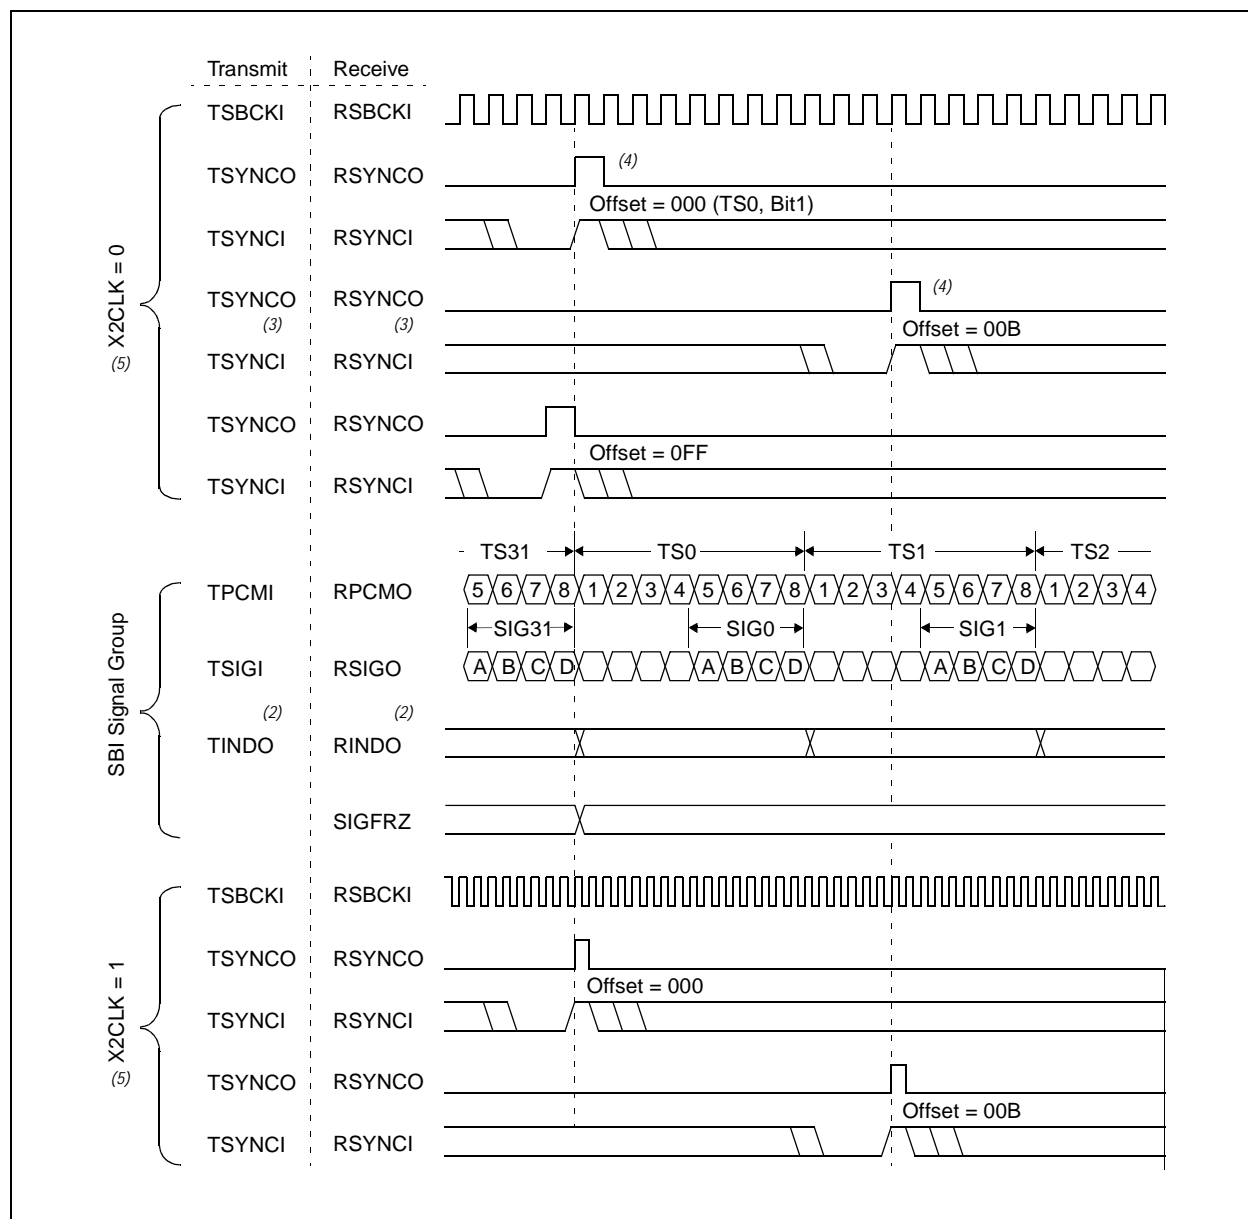 Transmit Receive
TSBCKI RSBCKI
TSYNCO RSYNCO (4)
Offset = 000 (TS0, Bit1)
TSYNCI RSYNCI
X2CLK = 0
(5)
TSYNCO RSYNCO (4)
(3) (3) Offset = 00B
TSYNCI RSYNCI
TSYNCO RSYNCO
Offset = 0FF
TSYNCI RSYNCI
TS31 TS0 TS1 TS2
TPCMI RPCMO 5 6 7 8 1 2 3 4 5 6 7 8 1 2 3 4 5 6 7 8 1 2 3 4
SIG31 SIG0 SIG1
TSIGI RSIGO A B C D A B C D A B C D
SBI Signal Group
(2) (2)
TINDO RINDO
SIGFRZ
TSBCKI RSBCKI
TSYNCO RSYNCO
Offset = 000
TSYNCI RSYNCI
X2CLK = 1
(5)
TSYNCO RSYNCO
Offset = 00B
TSYNCI RSYNCI